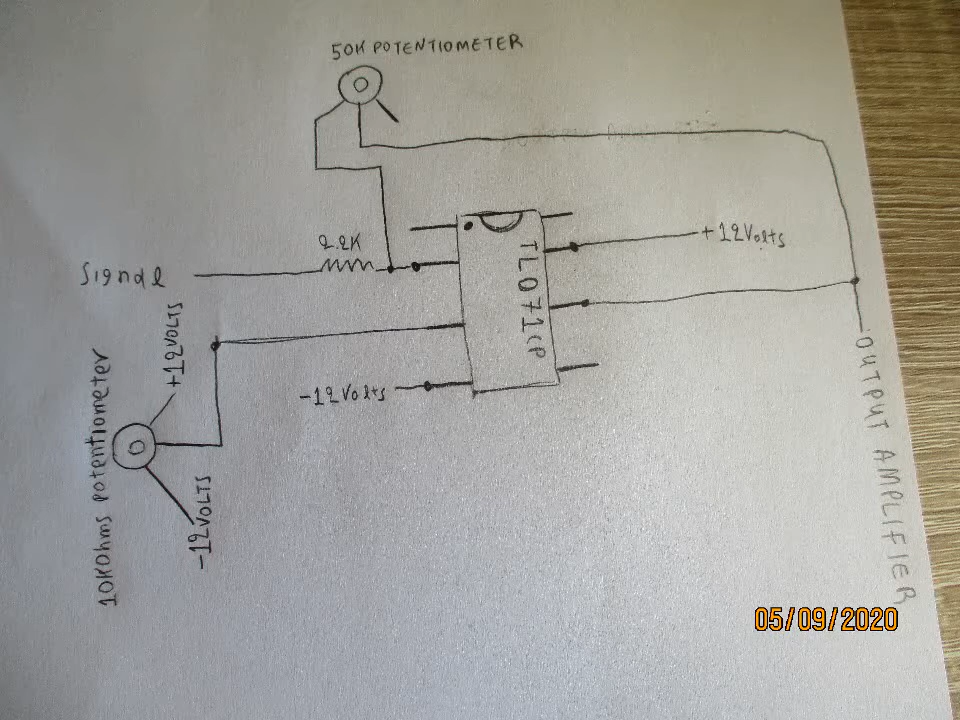 50K POTENTIOMETER
2.2K
+12Volts
Signal
TL071CP
+12VOLTS
-12Volts
10KOhms potentiometer
-12VOLTS
OUTPUT AMPLIFIER
05/09/2020